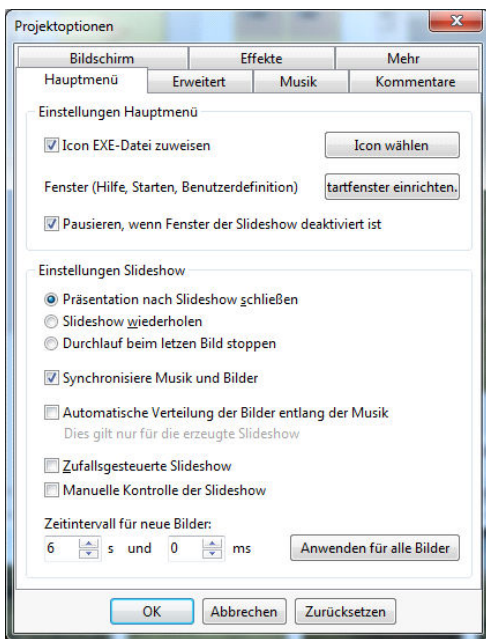 Projektoptionen
Bildschirm Effekte Mehr
Hauptmenü Erweitert Musik Kommentare
Einstellungen Hauptmenü
Icon EXE-Datei zuweisen Icon wählen
Fenster (Hilfe, Starten, Benutzerdefinition) tartfenster einrichten.
Pausieren, wenn Fenster der Slideshow deaktiviert ist
Einstellungen Slideshow
Präsentation nach Slideshow schließen
Slideshow wiederholen
Durchlauf beim letzen Bild stoppen
Synchronisiere Musik und Bilder
Automatische Verteilung der Bilder entlang der Musik
Dies gilt nur für die erzeugte Slideshow
Zufallsgesteuerte Slideshow
Manuelle Kontrolle der Slideshow
Zeitintervall für neue Bilder:
6 s und 0 ms Anwenden für alle Bilder
OK Abbrechen Zurücksetzen